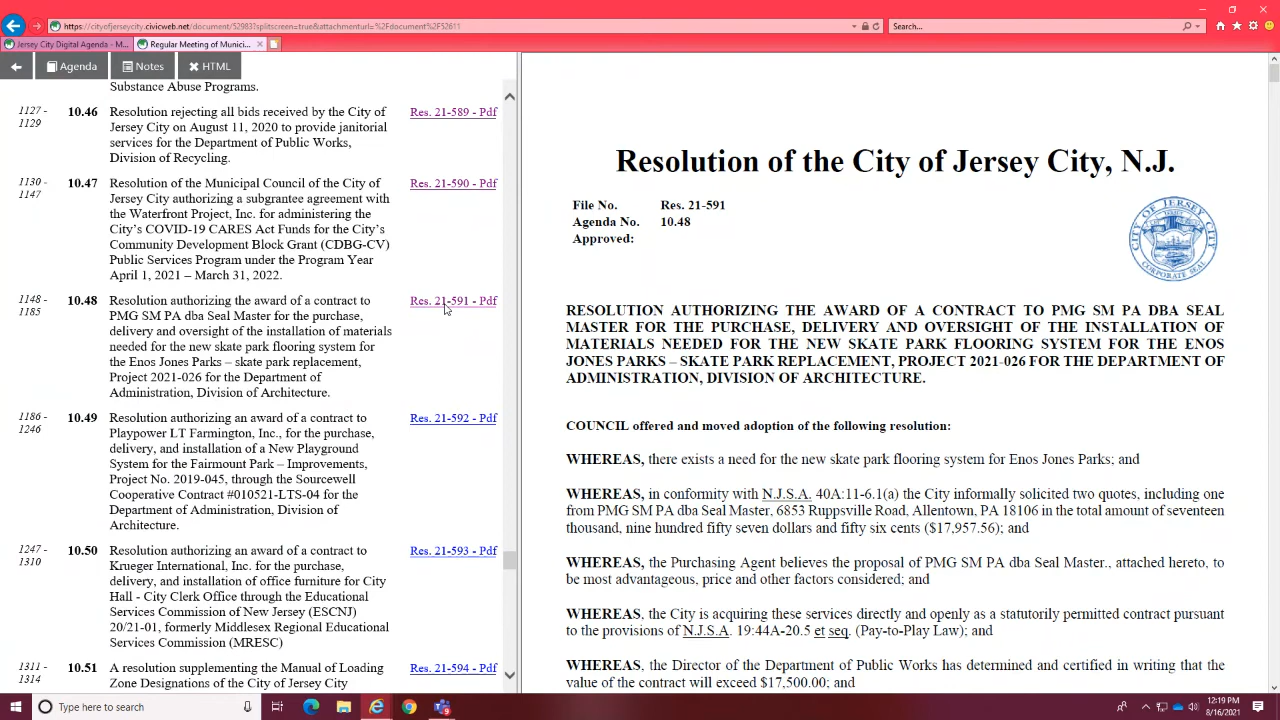 https://cityofjerseycity.civicweb.net/document/52983?splitscreen=true&attachmenturl=%2Fdocument%2F52611
Search...
Jersey City Digital Agenda - M...
Regular Meeting of Munici...
Agenda
Notes
HTML
Substance Abuse Programs.
1127 -
1129
10.46
Resolution rejecting all bids received by the City of
Jersey City on August 11, 2020 to provide janitorial
services for the Department of Public Works,
Division of Recycling.
Res. 21-589 - Pdf
1130 -
1147
10.47
Resolution of the Municipal Council of the City of
Jersey City authorizing a subgrantee agreement with
the Waterfront Project, Inc. for administering the
City’s COVID-19 CARES Act Funds for the City’s
Community Development Block Grant (CDBG-CV)
Public Services Program under the Program Year
April 1, 2021 – March 31, 2022.
Res. 21-590 - Pdf
1148 -
1185
10.48
Resolution authorizing the award of a contract to
PMG SM PA dba Seal Master for the purchase,
delivery and oversight of the installation of materials
needed for the new skate park flooring system for
the Enos Jones Parks – skate park replacement,
Project 2021-026 for the Department of
Administration, Division of Architecture.
Res. 21-591 - Pdf
1186 -
1246
10.49
Resolution authorizing an award of a contract to
Playpower LT Farmington, Inc., for the purchase,
delivery, and installation of a New Playground
System for the Fairmount Park – Improvements,
Project No. 2019-045, through the Sourcewell
Cooperative Contract #010521-LTS-04 for the
Department of Administration, Division of
Architecture.
Res. 21-592 - Pdf
1247 -
1310
10.50
Resolution authorizing an award of a contract to
Krueger International, Inc. for the purchase,
delivery, and installation of office furniture for City
Hall - City Clerk Office through the Educational
Services Commission of New Jersey (ESCNJ)
20/21-01, formerly Middlesex Regional Educational
Services Commission (MRESC)
Res. 21-593 - Pdf
1311 -
1314
10.51
A resolution supplementing the Manual of Loading
Zone Designations of the City of Jersey City
Res. 21-594 - Pdf
Resolution of the City of Jersey City, N.J.
File No. Res. 21-591
Agenda No. 10.48
Approved:
CITY OF JERSEY CITY
CORPORATE SEAL
RESOLUTION AUTHORIZING THE AWARD OF A CONTRACT TO PMG SM PA DBA SEAL
MASTER FOR THE PURCHASE, DELIVERY AND OVERSIGHT OF THE INSTALLATION OF
MATERIALS NEEDED FOR THE NEW SKATE PARK FLOORING SYSTEM FOR THE ENOS
JONES PARKS – SKATE PARK REPLACEMENT, PROJECT 2021-026 FOR THE DEPARTMENT OF
ADMINISTRATION, DIVISION OF ARCHITECTURE.
COUNCIL offered and moved adoption of the following resolution:
WHEREAS, there exists a need for the new skate park flooring system for Enos Jones Parks; and
WHEREAS, in conformity with N.J.S.A. 40A:11-6.1(a) the City informally solicited two quotes, including one
from PMG SM PA dba Seal Master, 6853 Ruppsville Road, Allentown, PA 18106 in the total amount of seventeen
thousand, nine hundred fifty seven dollars and fifty six cents ($17,957.56); and
WHEREAS, the Purchasing Agent believes the proposal of PMG SM PA dba Seal Master., attached hereto, to
be most advantageous, price and other factors considered; and
WHEREAS, the City is acquiring these services directly and openly as a statutorily permitted contract pursuant
to the provisions of N.J.S.A. 19:44A-20.5 et seq. (Pay-to-Play Law); and
WHEREAS, the Director of the Department of Public Works has determined and certified in writing that the
value of the contract will exceed $17,500.00; and
Type here to search
12:19 PM
8/16/2021